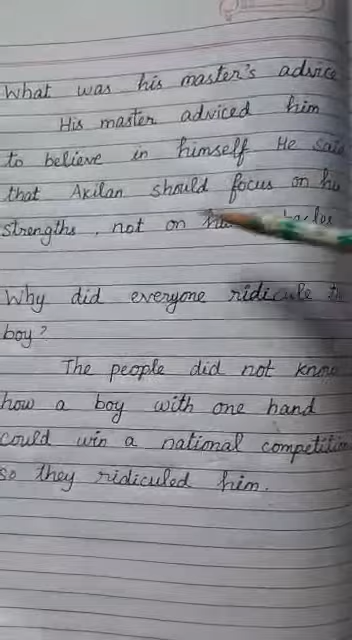 What was his master's advice
His master adviced him
to believe in himself He said
that Akilan should focus on his
strengths, not on
Why did everyone ridicule
boy?
The people did not know
how a boy with one hand
could win a national competition
so they ridiculed him.